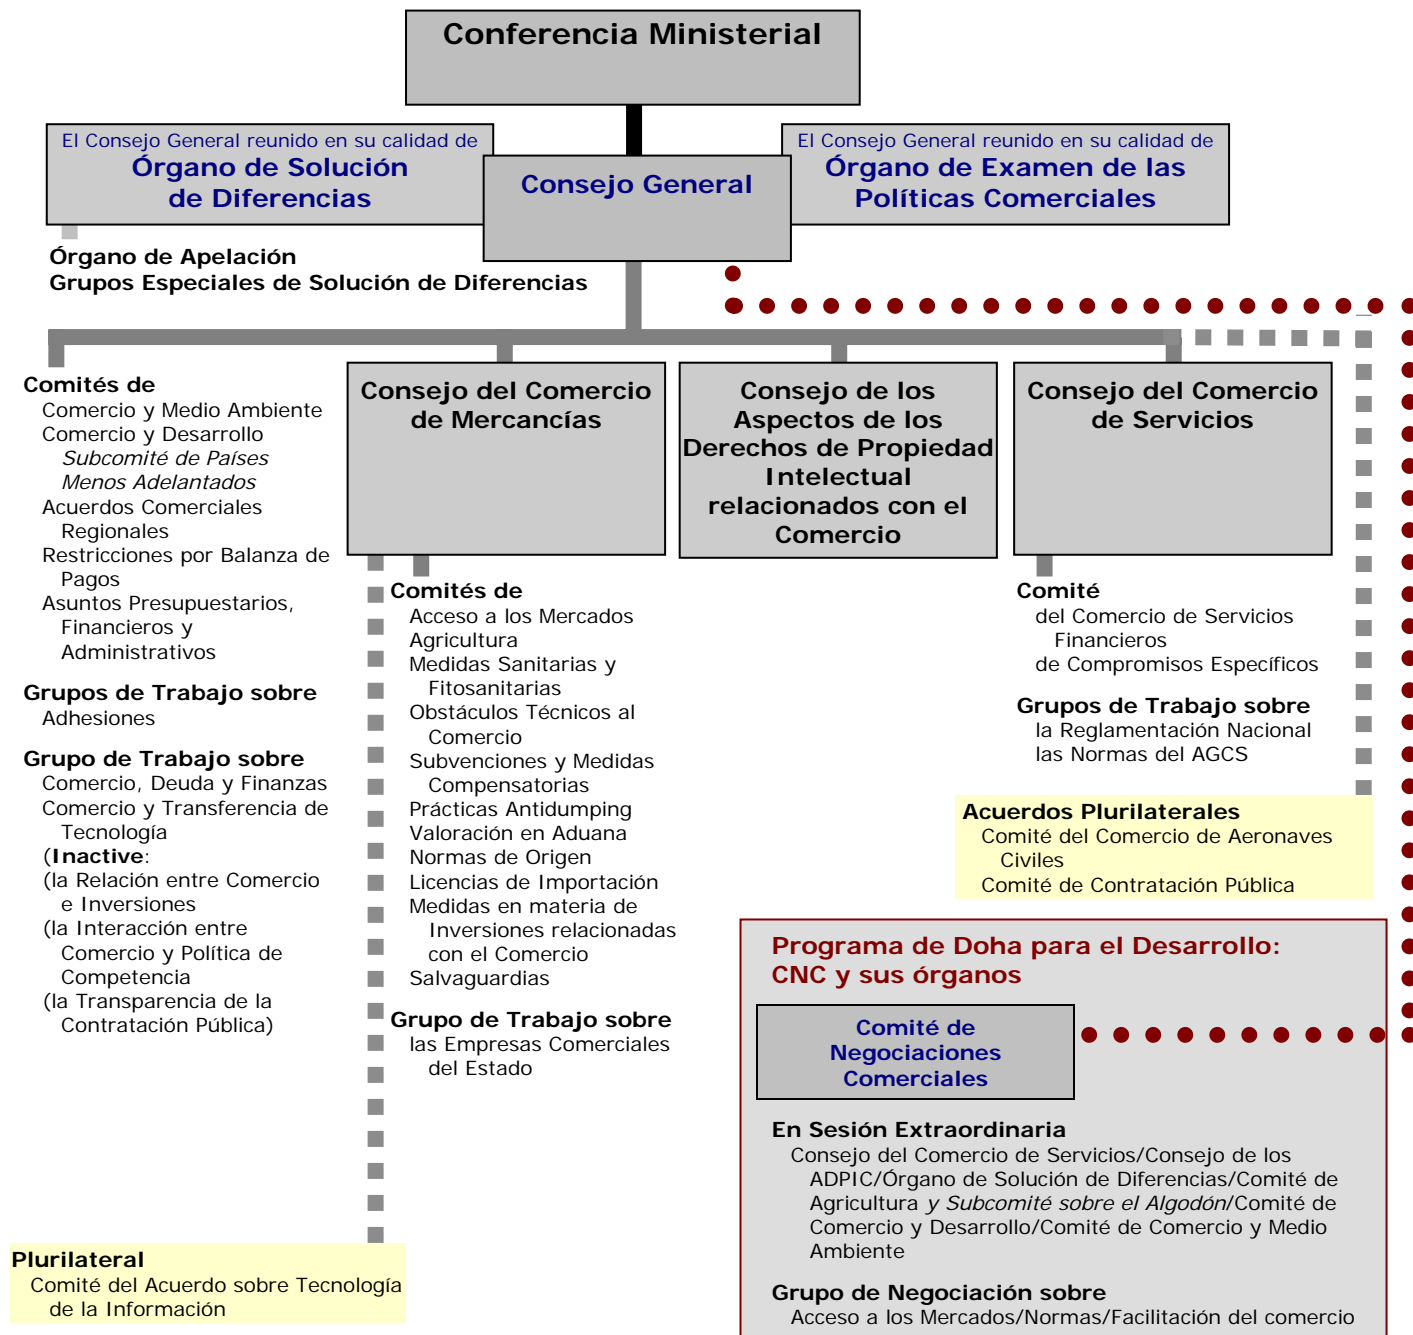 Conferencia Ministerial
El Consejo General reunido en su calidad de
Órgano de Solución
de Diferencias
Consejo General
El Consejo General reunido en su calidad de
Órgano de Examen de las
Políticas Comerciales
Órgano de Apelación
Grupos Especiales de Solución de Diferencias
Comités de
Comercio y Medio Ambiente
Comercio y Desarrollo
Subcomité de Países
Menos Adelantados
Acuerdos Comerciales
Regionales
Restricciones por Balanza de
Pagos
Asuntos Presupuestarios,
Financieros y
Administrativos
Grupos de Trabajo sobre
Adhesiones
Grupo de Trabajo sobre
Comercio, Deuda y Finanzas
Comercio y Transferencia de
Tecnología
(Inactive:
(la Relación entre Comercio
e Inversiones
(la Interacción entre
Comercio y Política de
Competencia
(la Transparencia de la
Contratación Pública)
Plurilateral
Comité del Acuerdo sobre Tecnología
de la Información
Consejo del Comercio
de Mercancías
Comités de
Acceso a los Mercados
Agricultura
Medidas Sanitarias y
Fitosanitarias
Obstáculos Técnicos al
Comercio
Subvenciones y Medidas
Compensatorias
Prácticas Antidumping
Valoración en Aduana
Normas de Origen
Licencias de Importación
Medidas en materia de
Inversiones relacionadas
con el Comercio
Salvaguardias
Grupo de Trabajo sobre
las Empresas Comerciales
del Estado
Consejo de los
Aspectos de los
Derechos de Propiedad
Intelectual
relacionados con el
Comercio
Consejo del Comercio
de Servicios
Comité
del Comercio de Servicios
Financieros
de Compromisos Específicos
Grupos de Trabajo sobre
la Reglamentación Nacional
las Normas del AGCS
Acuerdos Plurilaterales
Comité del Comercio de Aeronaves
Civiles
Comité de Contratación Pública
Programa de Doha para el Desarrollo:
CNC y sus órganos
Comité de
Negociaciones
Comerciales
En Sesión Extraordinaria
Consejo del Comercio de Servicios/Consejo de los
ADPIC/Órgano de Solución de Diferencias/Comité de
Agricultura y Subcomité sobre el Algodón/Comité de
Comercio y Desarrollo/Comité de Comercio y Medio
Ambiente
Grupo de Negociación sobre
Acceso a los Mercados/Normas/Facilitación del comercio